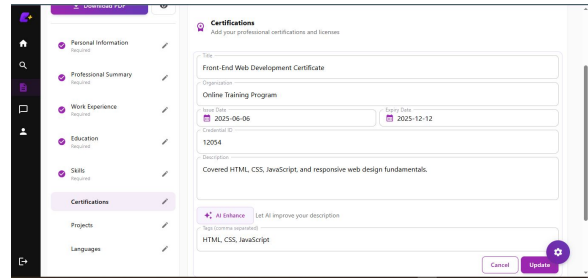 Download PDF
Personal Information
Required
Professional Summary
Required
Work Experience
Required
Education
Required
Skills
Required
Certifications
Projects
Languages
Certifications
Add your professional certifications and licenses
Title
Front-End Web Development Certificate
Organization
Online Training Program
Issue Date
2025-06-06
Expiry Date
2025-12-12
Credential ID
12054
Description
Covered HTML, CSS, JavaScript, and responsive web design fundamentals.
AI Enhance
Let AI improve your description
Tags (comma separated)
HTML, CSS, JavaScript
Cancel
Update